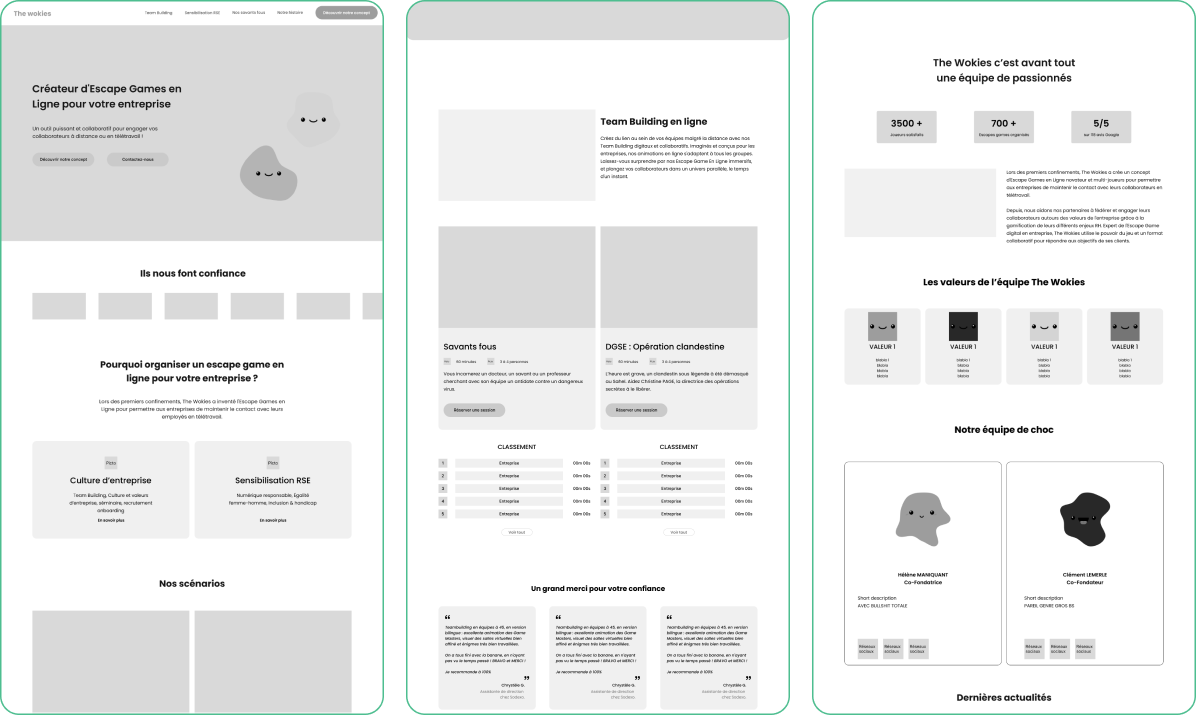 The wokies
Team Building
Sensibilisation RSE
Nos savants fous
Notre histoire
Découvrir notre concept
Créateur d'Escape Games en
Ligne pour votre entreprise
Un outil puissant et collaboratif pour engager vos
collaborateurs à distance ou en télétravail !
Découvrir notre concept
Contactez-nous
Ils nous font confiance
Pourquoi organiser un escape game en
ligne pour votre entreprise ?
Lors des premiers confinements, The Wokies a inventé l'Escape Games en
Ligne pour permettre aux entreprises de maintenir le contact avec leurs
employés en télétravail.
Picto
Culture d'entreprise
Team Building, Culture et valeurs
d'entreprise, séminaire, recrutement
onboarding
En savoir plus
Picto
Sensibilisation RSE
Numérique responsable, Egalité
femme-homme, Inclusion & handicap
En savoir plus
Nos scénarios
Team Building en ligne
Créez du lien au sein de vos équipes malgré la distance avec nos
Team Building digitaux et collaboratifs. Imaginés et conçus pour les
entreprises, nos animations en ligne s'adaptent à tous les groupes.
Laissez-vous surprendre par nos Escape Game En Ligne immersifs,
et plongez vos collaborateurs dans un univers parallèle, le temps
d'un instant.
Savants fous
60 minutes
3 à 6 personnes
Vous incarnerez un docteur, un savant ou un professeur
cherchant avec son équipe un antidote contre un dangereux
virus.
Réserver une session
DGSE : Opération clandestine
60 minutes
3 à 6 personnes
L'heure est grave, un clandestin sous légende à été démasqué
au Sahel. Aidez Christine PAGE, la directrice des opérations
secrètes à le libérer.
Réserver une session
CLASSEMENT
1 Entreprise 00m 00s
2 Entreprise 00m 00s
3 Entreprise 00m 00s
4 Entreprise 00m 00s
5 Entreprise 00m 00s
Voir tout
CLASSEMENT
1 Entreprise 00m 00s
2 Entreprise 00m 00s
3 Entreprise 00m 00s
4 Entreprise 00m 00s
5 Entreprise 00m 00s
Voir tout
Un grand merci pour votre confiance
“
Teambuilding en équipes à 45, en version
bilingue : excellente animation des Game
Masters, visuel des salles virtuelles bien
affiné et énigmes très bien travaillées.
On a tous fini avec la banane, en n'ayant
pas vu le temps passé ! BRAVO et MERCI !
Je recommande à 100%
”
Chrystèle G.
Assistante de direction
chez Sodexo.
“
Teambuilding en équipes à 45, en version
bilingue : excellente animation des Game
Masters, visuel des salles virtuelles bien
affiné et énigmes très bien travaillées.
On a tous fini avec la banane, en n'ayant
pas vu le temps passé ! BRAVO et MERCI !
Je recommande à 100%
”
Chrystèle G.
Assistante de direction
chez Sodexo.
“
Teambuilding en équipes à 45, en version
bilingue : excellente animation des Game
Masters, visuel des salles virtuelles bien
affiné et énigmes très bien travaillées.
On a tous fini avec la banane, en n'ayant
pas vu le temps passé ! BRAVO et MERCI !
Je recommande à 100%
”
Chrystèle G.
Assistante de direction
chez Sodexo.
The Wokies c'est avant tout
une équipe de passionnés
3500 +
Joueurs satisfaits
700 +
Escapes games organisés
5/5
sur 113 avis Google
Lors des premiers confinements, The Wokies a crée un concept
d'Escape Games en Ligne novateur et multi-joueurs pour permettre
aux entreprises de maintenir le contact avec leurs collaborateurs en
télétravail.
Depuis, nous aidons nos partenaires à fédérer et engager leurs
collaborateurs autours des valeurs de l'entreprise grâce à la
gamification de leurs différents enjeux RH. Expert de l'Escape Game
digital en entreprise, The Wokies utilise le pouvoir du jeu et un format
collaboratif pour répondre aux objectifs de ses clients.
Les valeurs de l'équipe The Wokies
VALEUR 1
blabla 1
blabla
blabla
blabla
VALEUR 1
blabla 1
blabla
blabla
blabla
VALEUR 1
blabla 1
blabla
blabla
blabla
VALEUR 1
blabla 1
blabla
blabla
blabla
Notre équipe de choc
Hélène MANIQUANT
Co-Fondatrice
Short description
AVEC BULLSHIT TOTALE
Réseaux
sociaux
Réseaux
sociaux
Réseaux
sociaux
Clément LEMERLE
Co-Fondateur
Short description
PAREIL GENRE GROS BS
Réseaux
sociaux
Réseaux
sociaux
Réseaux
sociaux
Dernières actualités